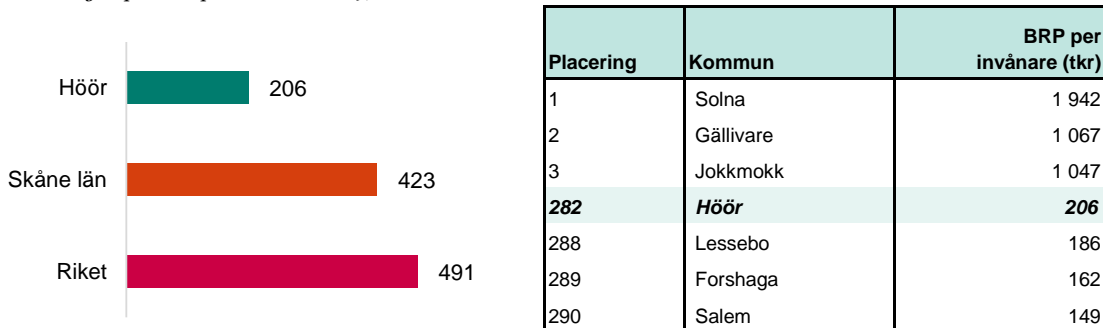 Höör 206
Skåne län 423
Riket 491
Placering Kommun BRP per invånare (tkr)
1 Solna 1 942
2 Gällivare 1 067
3 Jokkmokk 1 047
282 Höör 206
288 Lessebo 186
289 Forshaga 162
290 Salem 149